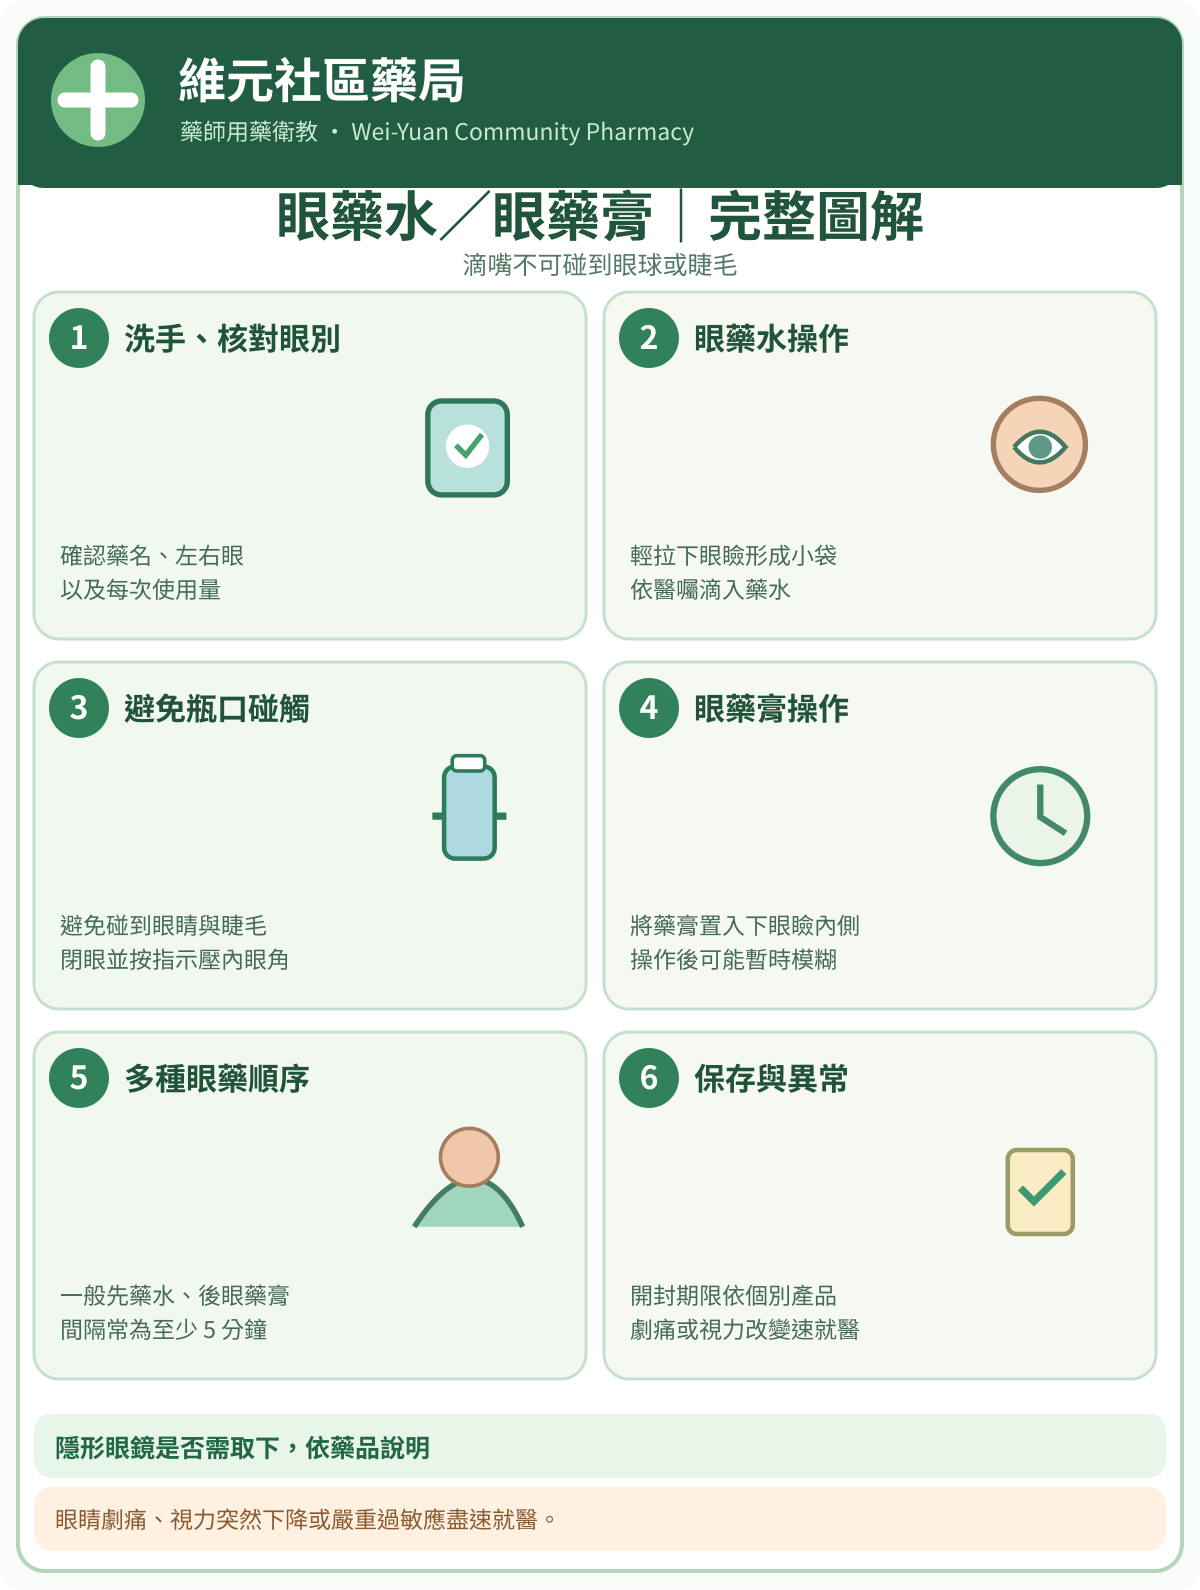 維元社區藥局
藥師用藥衛教 • Wei-Yuan Community Pharmacy
眼藥水／眼藥膏｜完整圖解
滴嘴不可碰到眼球或睫毛
1 洗手、核對眼別
確認藥名、左右眼
以及每次使用量
2 眼藥水操作
輕拉下眼瞼形成小袋
依醫囑滴入藥水
3 避免瓶口碰觸
避免碰到眼睛與睫毛
閉眼並按指示壓內眼角
4 眼藥膏操作
將藥膏置入下眼瞼內側
操作後可能暫時模糊
5 多種眼藥順序
一般先藥水、後眼藥膏
間隔常為至少 5 分鐘
6 保存與異常
開封期限依個別產品
劇痛或視力改變速就醫
隱形眼鏡是否需取下，依藥品說明
眼睛劇痛、視力突然下降或嚴重過敏應盡速就醫。